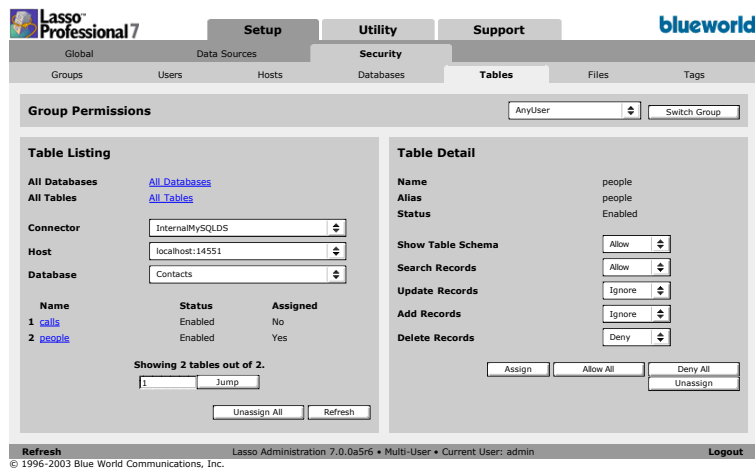 Lasso™
Professional 7
Setup Utility Support
blueworld
Global Data Sources Security
Groups Users Hosts Databases Tables Files Tags
Group Permissions AnyUser Switch Group
Table Listing
All Databases All Databases
All Tables All Tables
Connector InternalMySQLDS
Host localhost:14551
Database Contacts
Name Status Assigned
1 calls Enabled No
2 people Enabled Yes
Showing 2 tables out of 2.
1 Jump
Unassign All Refresh
Table Detail
Name people
Alias people
Status Enabled
Show Table Schema Allow
Search Records Allow
Update Records Ignore
Add Records Ignore
Delete Records Deny
Assign Allow All Deny All
Unassign
Refresh Lasso Administration 7.0.0a5r6 • Multi-User • Current User: admin Logout
© 1996-2003 Blue World Communications, Inc.